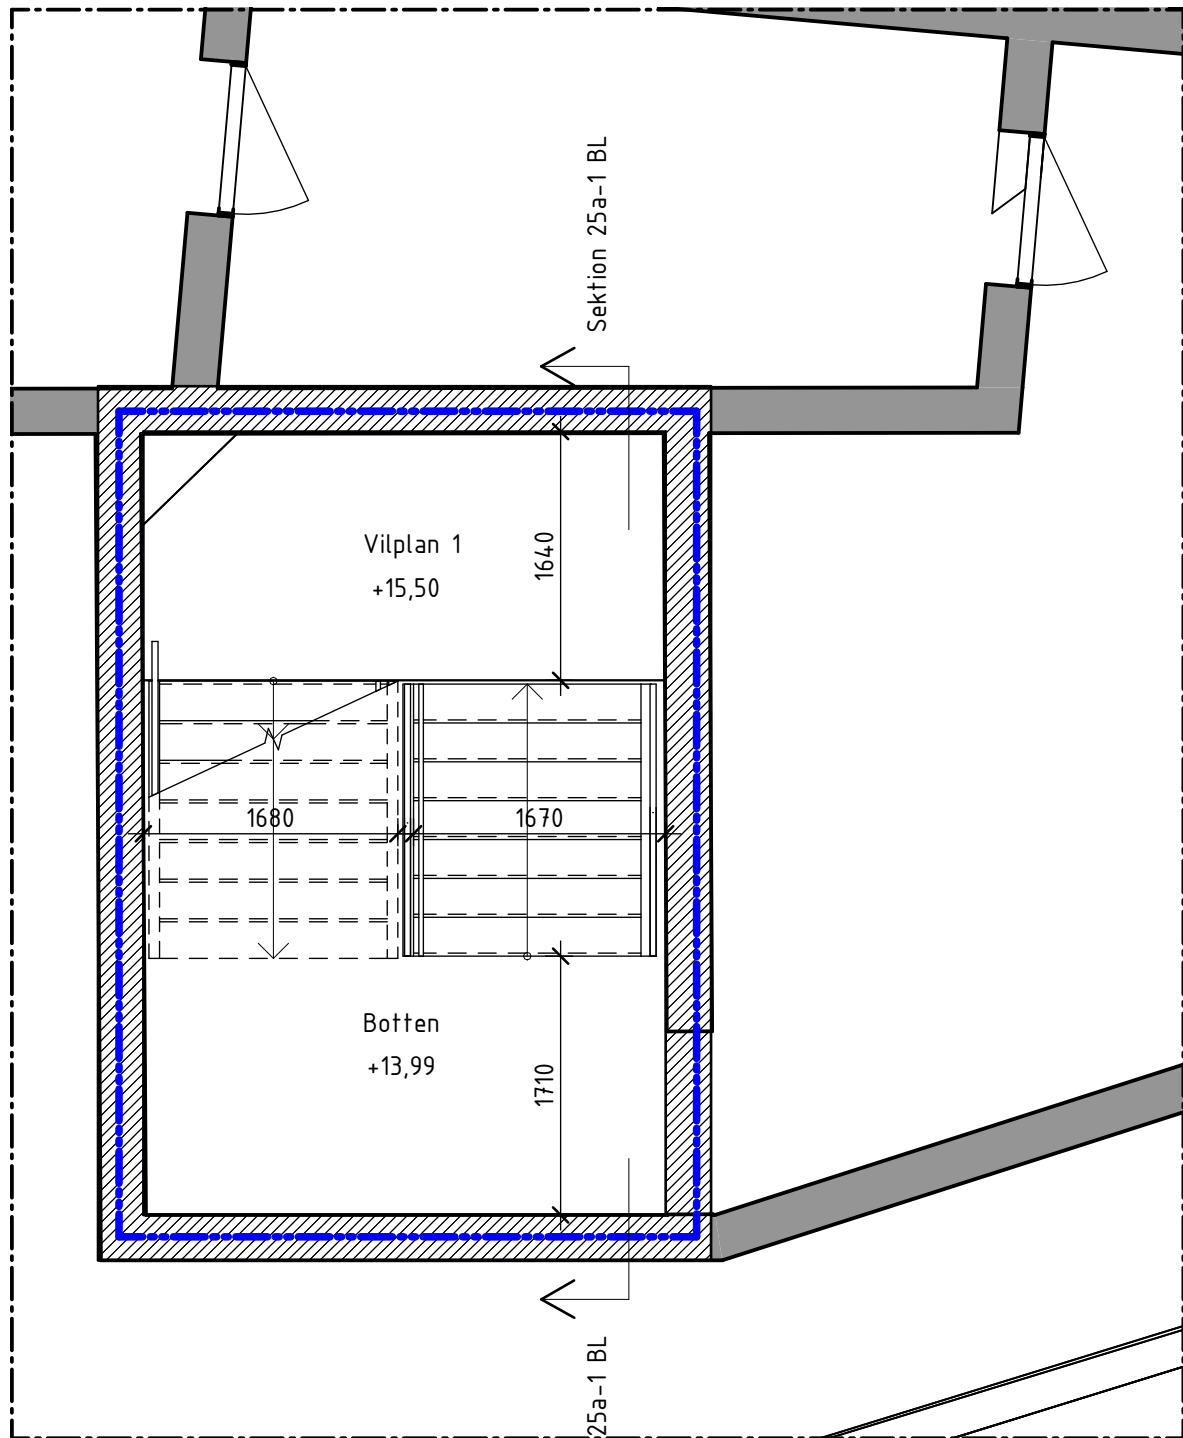 Sektion 25a-1 BL
Vilplan 1
+15,50
1640
1680
1670
Botten
+13,99
1710
25a-1 BL